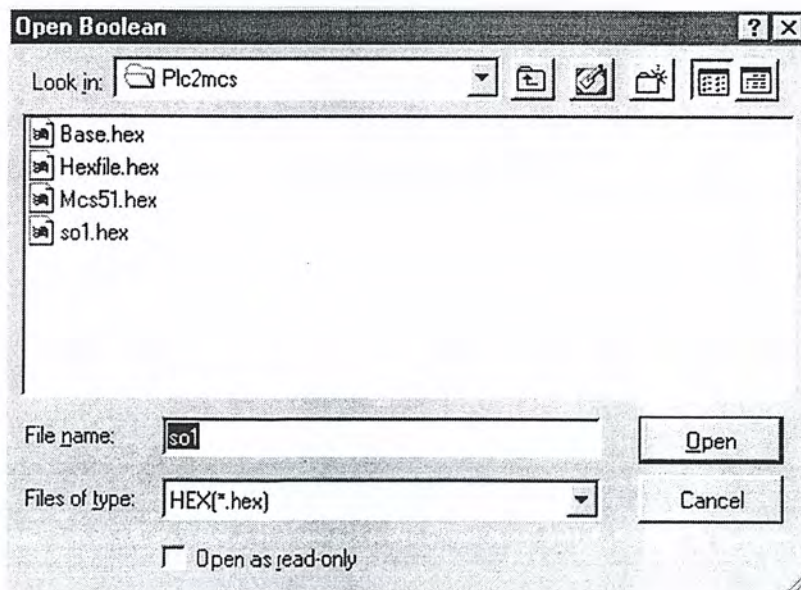 Open Boolean
Look in: Plc2mcs
Base.hex
Hexfile.hex
Mcs51.hex
so1.hex
File name: so1 Open
Files of type: HEX(*.hex) Cancel
Open as read-only